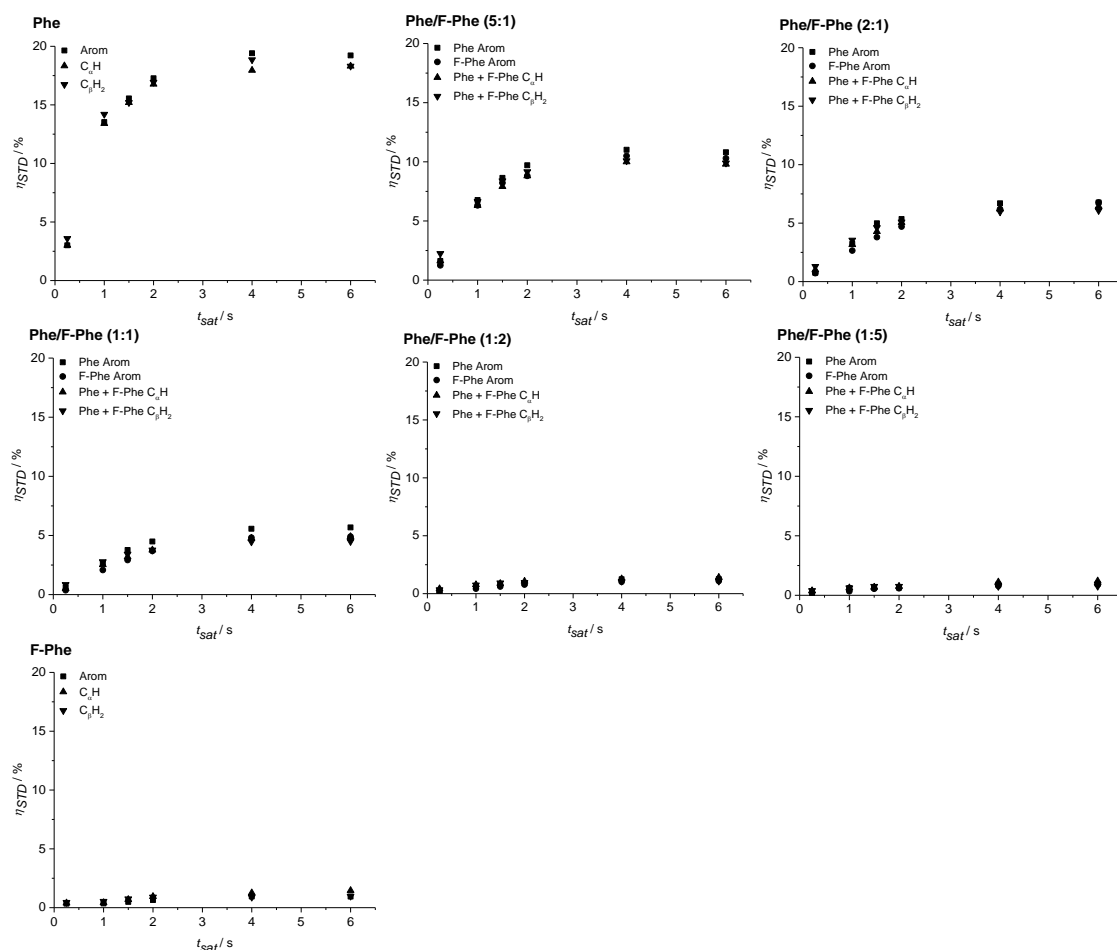 Phe
Arom
CαH
CβH2
20
15
10
5
0
ηSTD / %
0 1 2 3 4 5 6
tsat / s
Phe/F-Phe (5:1)
Phe Arom
F-Phe Arom
Phe + F-Phe CαH
Phe + F-Phe CβH2
20
15
10
5
0
ηSTD / %
0 1 2 3 4 5 6
tsat / s
Phe/F-Phe (2:1)
Phe Arom
F-Phe Arom
Phe + F-Phe CαH
Phe + F-Phe CβH2
20
15
10
5
0
ηSTD / %
0 1 2 3 4 5 6
tsat / s
Phe/F-Phe (1:1)
Phe Arom
F-Phe Arom
Phe + F-Phe CαH
Phe + F-Phe CβH2
20
15
10
5
0
ηSTD / %
0 1 2 3 4 5 6
tsat / s
Phe/F-Phe (1:2)
Phe Arom
F-Phe Arom
Phe + F-Phe CαH
Phe + F-Phe CβH2
20
15
10
5
0
ηSTD / %
0 1 2 3 4 5 6
tsat / s
Phe/F-Phe (1:5)
Phe Arom
F-Phe Arom
Phe + F-Phe CαH
Phe + F-Phe CβH2
20
15
10
5
0
ηSTD / %
0 1 2 3 4 5 6
tsat / s
F-Phe
Arom
CαH
CβH2
20
15
10
5
0
ηSTD / %
0 1 2 3 4 5 6
tsat / s